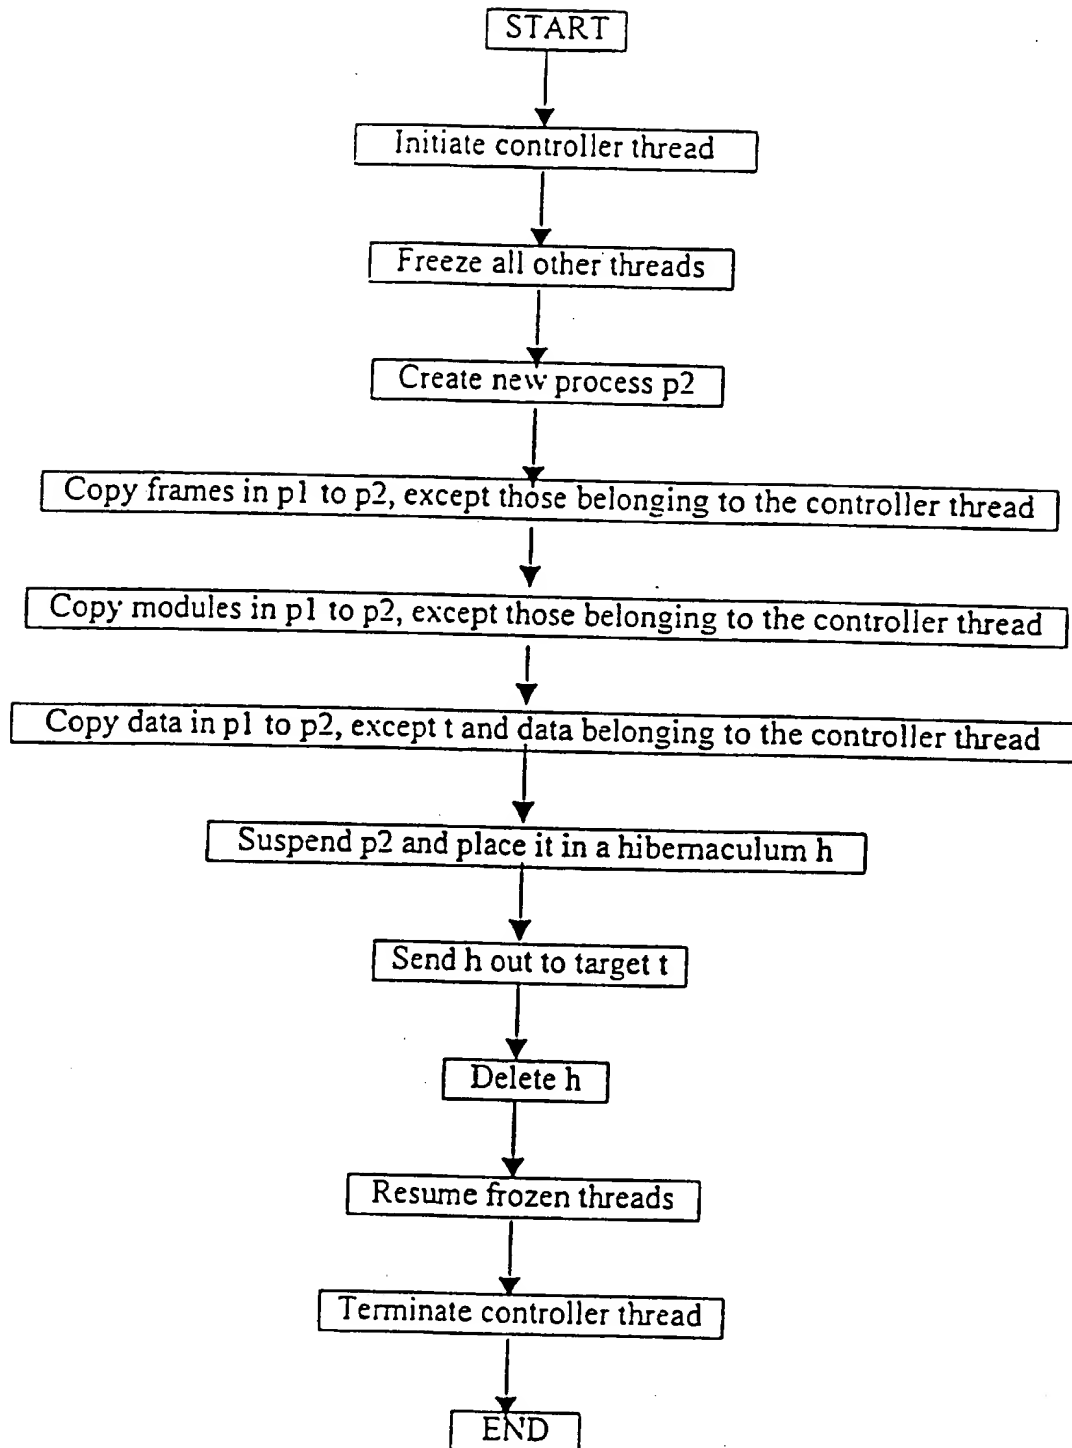 START
Initiate controller thread
Freeze all other threads
Create new process p2
Copy frames in p1 to p2, except those belonging to the controller thread
Copy modules in p1 to p2, except those belonging to the controller thread
Copy data in p1 to p2, except t and data belonging to the controller thread
Suspend p2 and place it in a hibernaculum h
Send h out to target t
Delete h
Resume frozen threads
Terminate controller thread
END